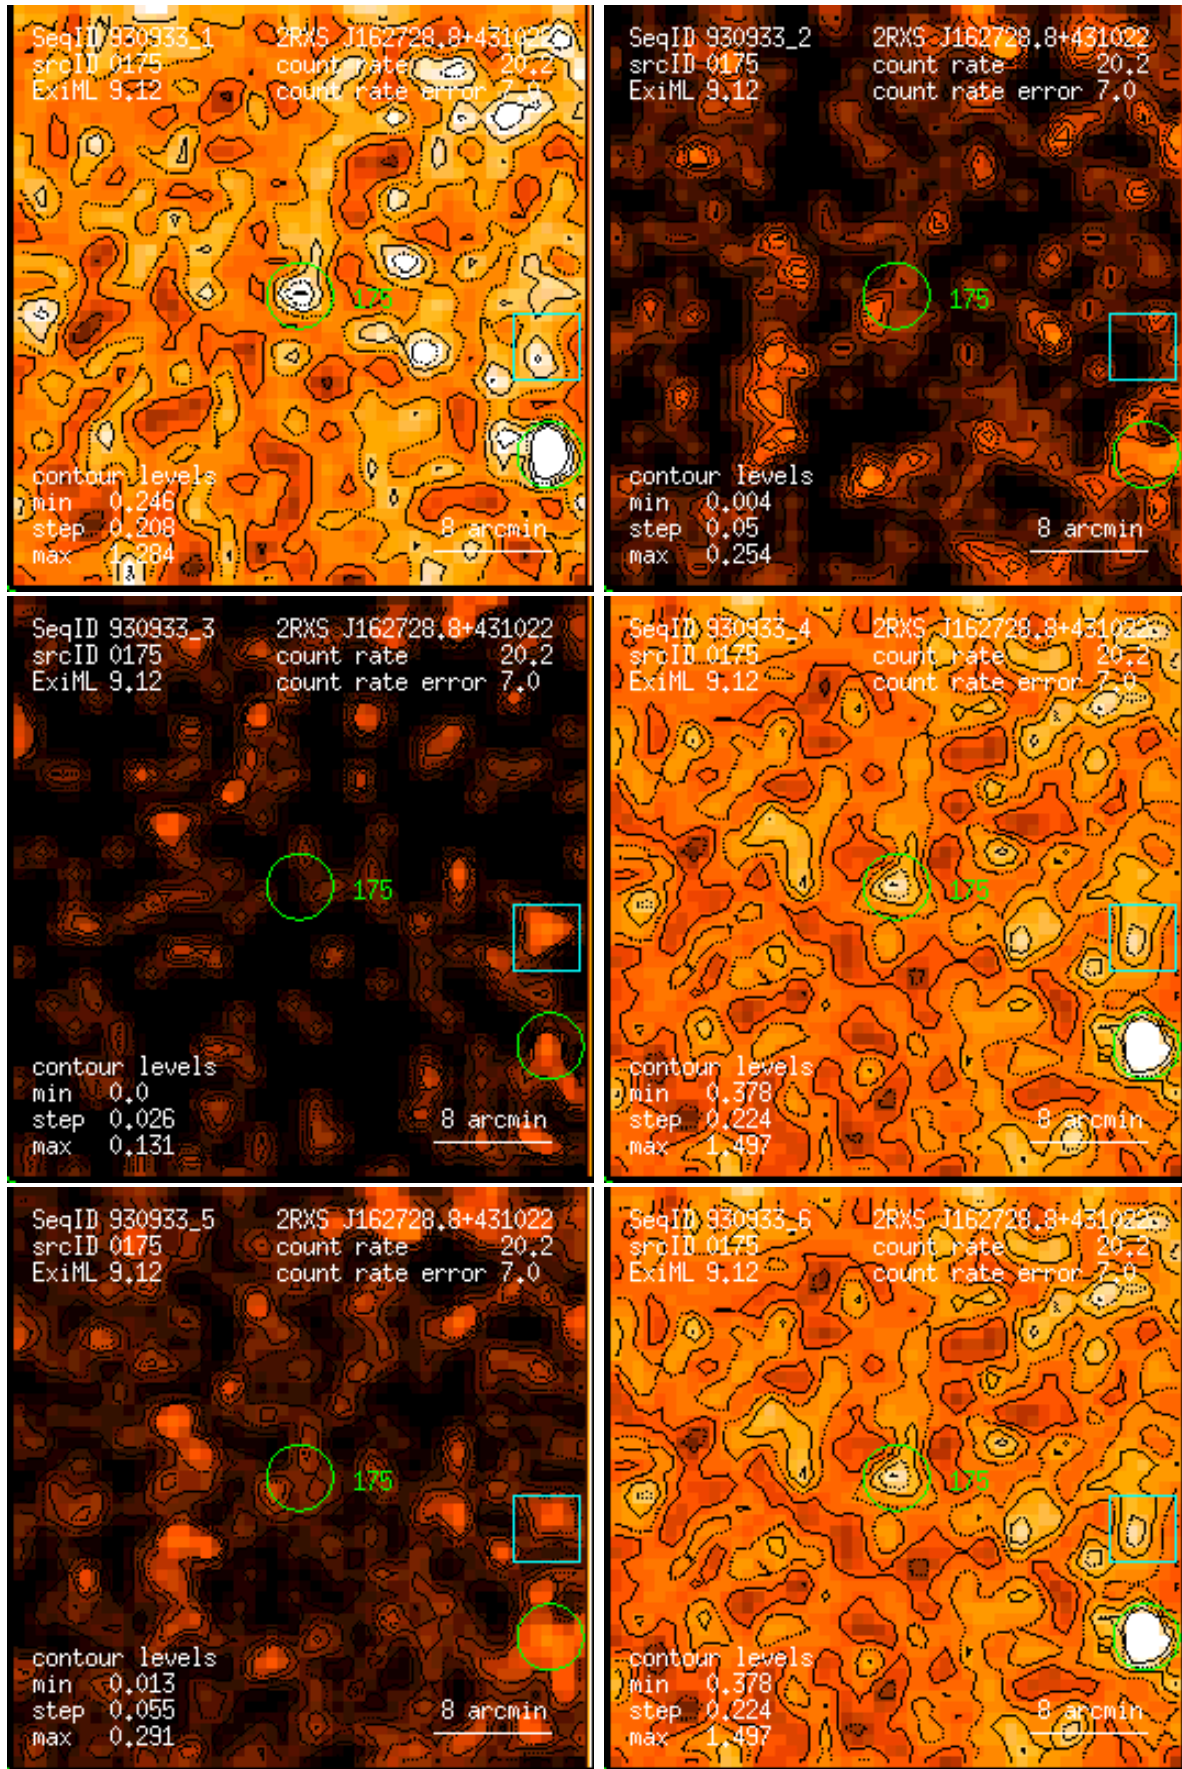 SeqID 930933_1 2RXS J162728.8+431022
srcID 0175 count rate 20.2
ExiML 9.12 count rate error 7.0
175
contour levels
min 0.246
step 0.208 8 arcmin
max 1.284
SeqID 930933_2 2RXS J162728.8+431022
srcID 0175 count rate 20.2
ExiML 9.12 count rate error 7.0
175
contour levels
min 0.004
step 0.05 8 arcmin
max 0.254
SeqID 930933_3 2RXS J162728.8+431022
srcID 0175 count rate 20.2
ExiML 9.12 count rate error 7.0
175
contour levels
min 0.0
step 0.026 8 arcmin
max 0.131
SeqID 930933_4 2RXS J162728.8+431022
srcID 0175 count rate 20.2
ExiML 9.12 count rate error 7.0
175
contour levels
min 0.378
step 0.224 8 arcmin
max 1.497
SeqID 930933_5 2RXS J162728.8+431022
srcID 0175 count rate 20.2
ExiML 9.12 count rate error 7.0
175
contour levels
min 0.013
step 0.055 8 arcmin
max 0.291
SeqID 930933_6 2RXS J162728.8+431022
srcID 0175 count rate 20.2
ExiML 9.12 count rate error 7.0
175
contour levels
min 0.378
step 0.224 8 arcmin
max 1.497